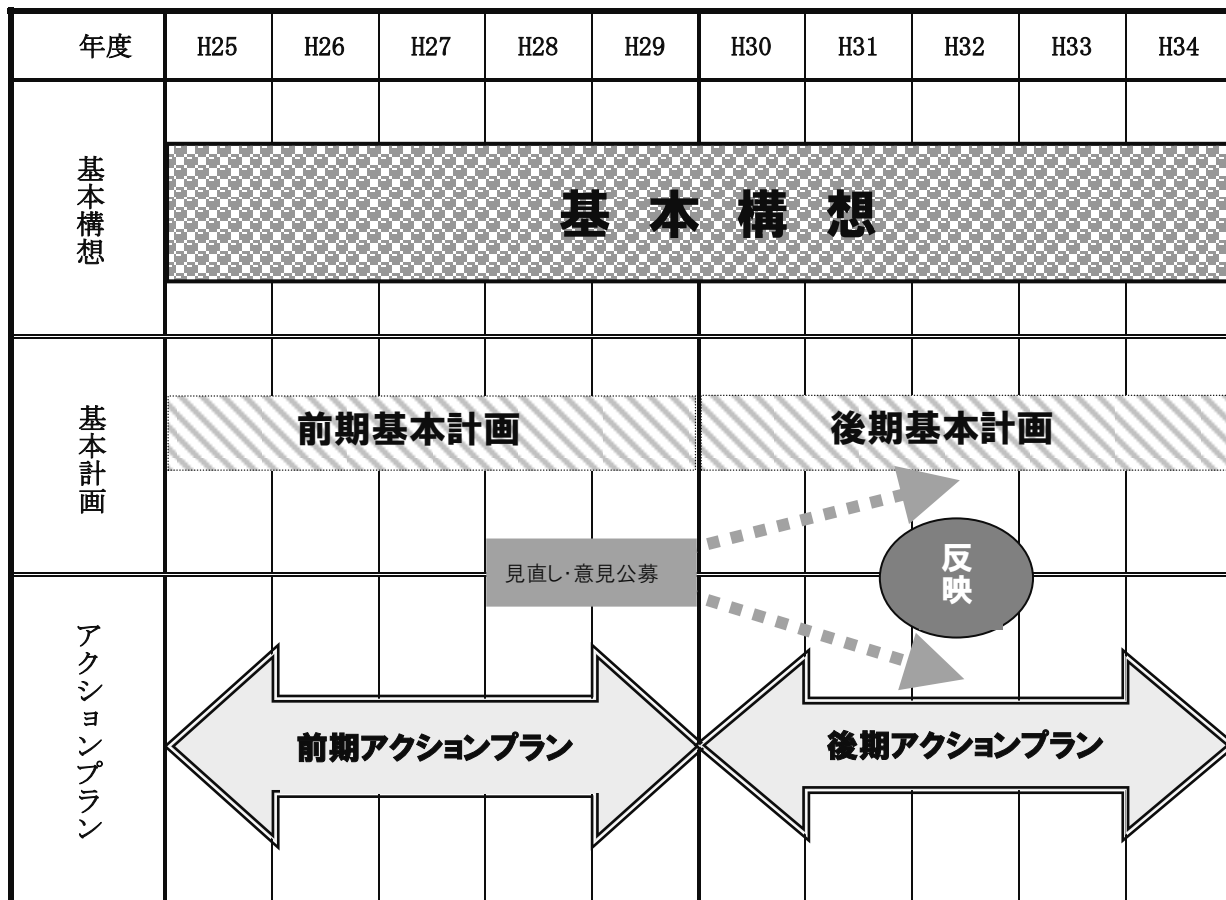 年度 H25 H26 H27 H28 H29 H30 H31 H32 H33 H34
基本構想
基本構想
基本計画
前期基本計画
後期基本計画
見直し・意見公募
反映
アクションプラン
前期アクションプラン
後期アクションプラン